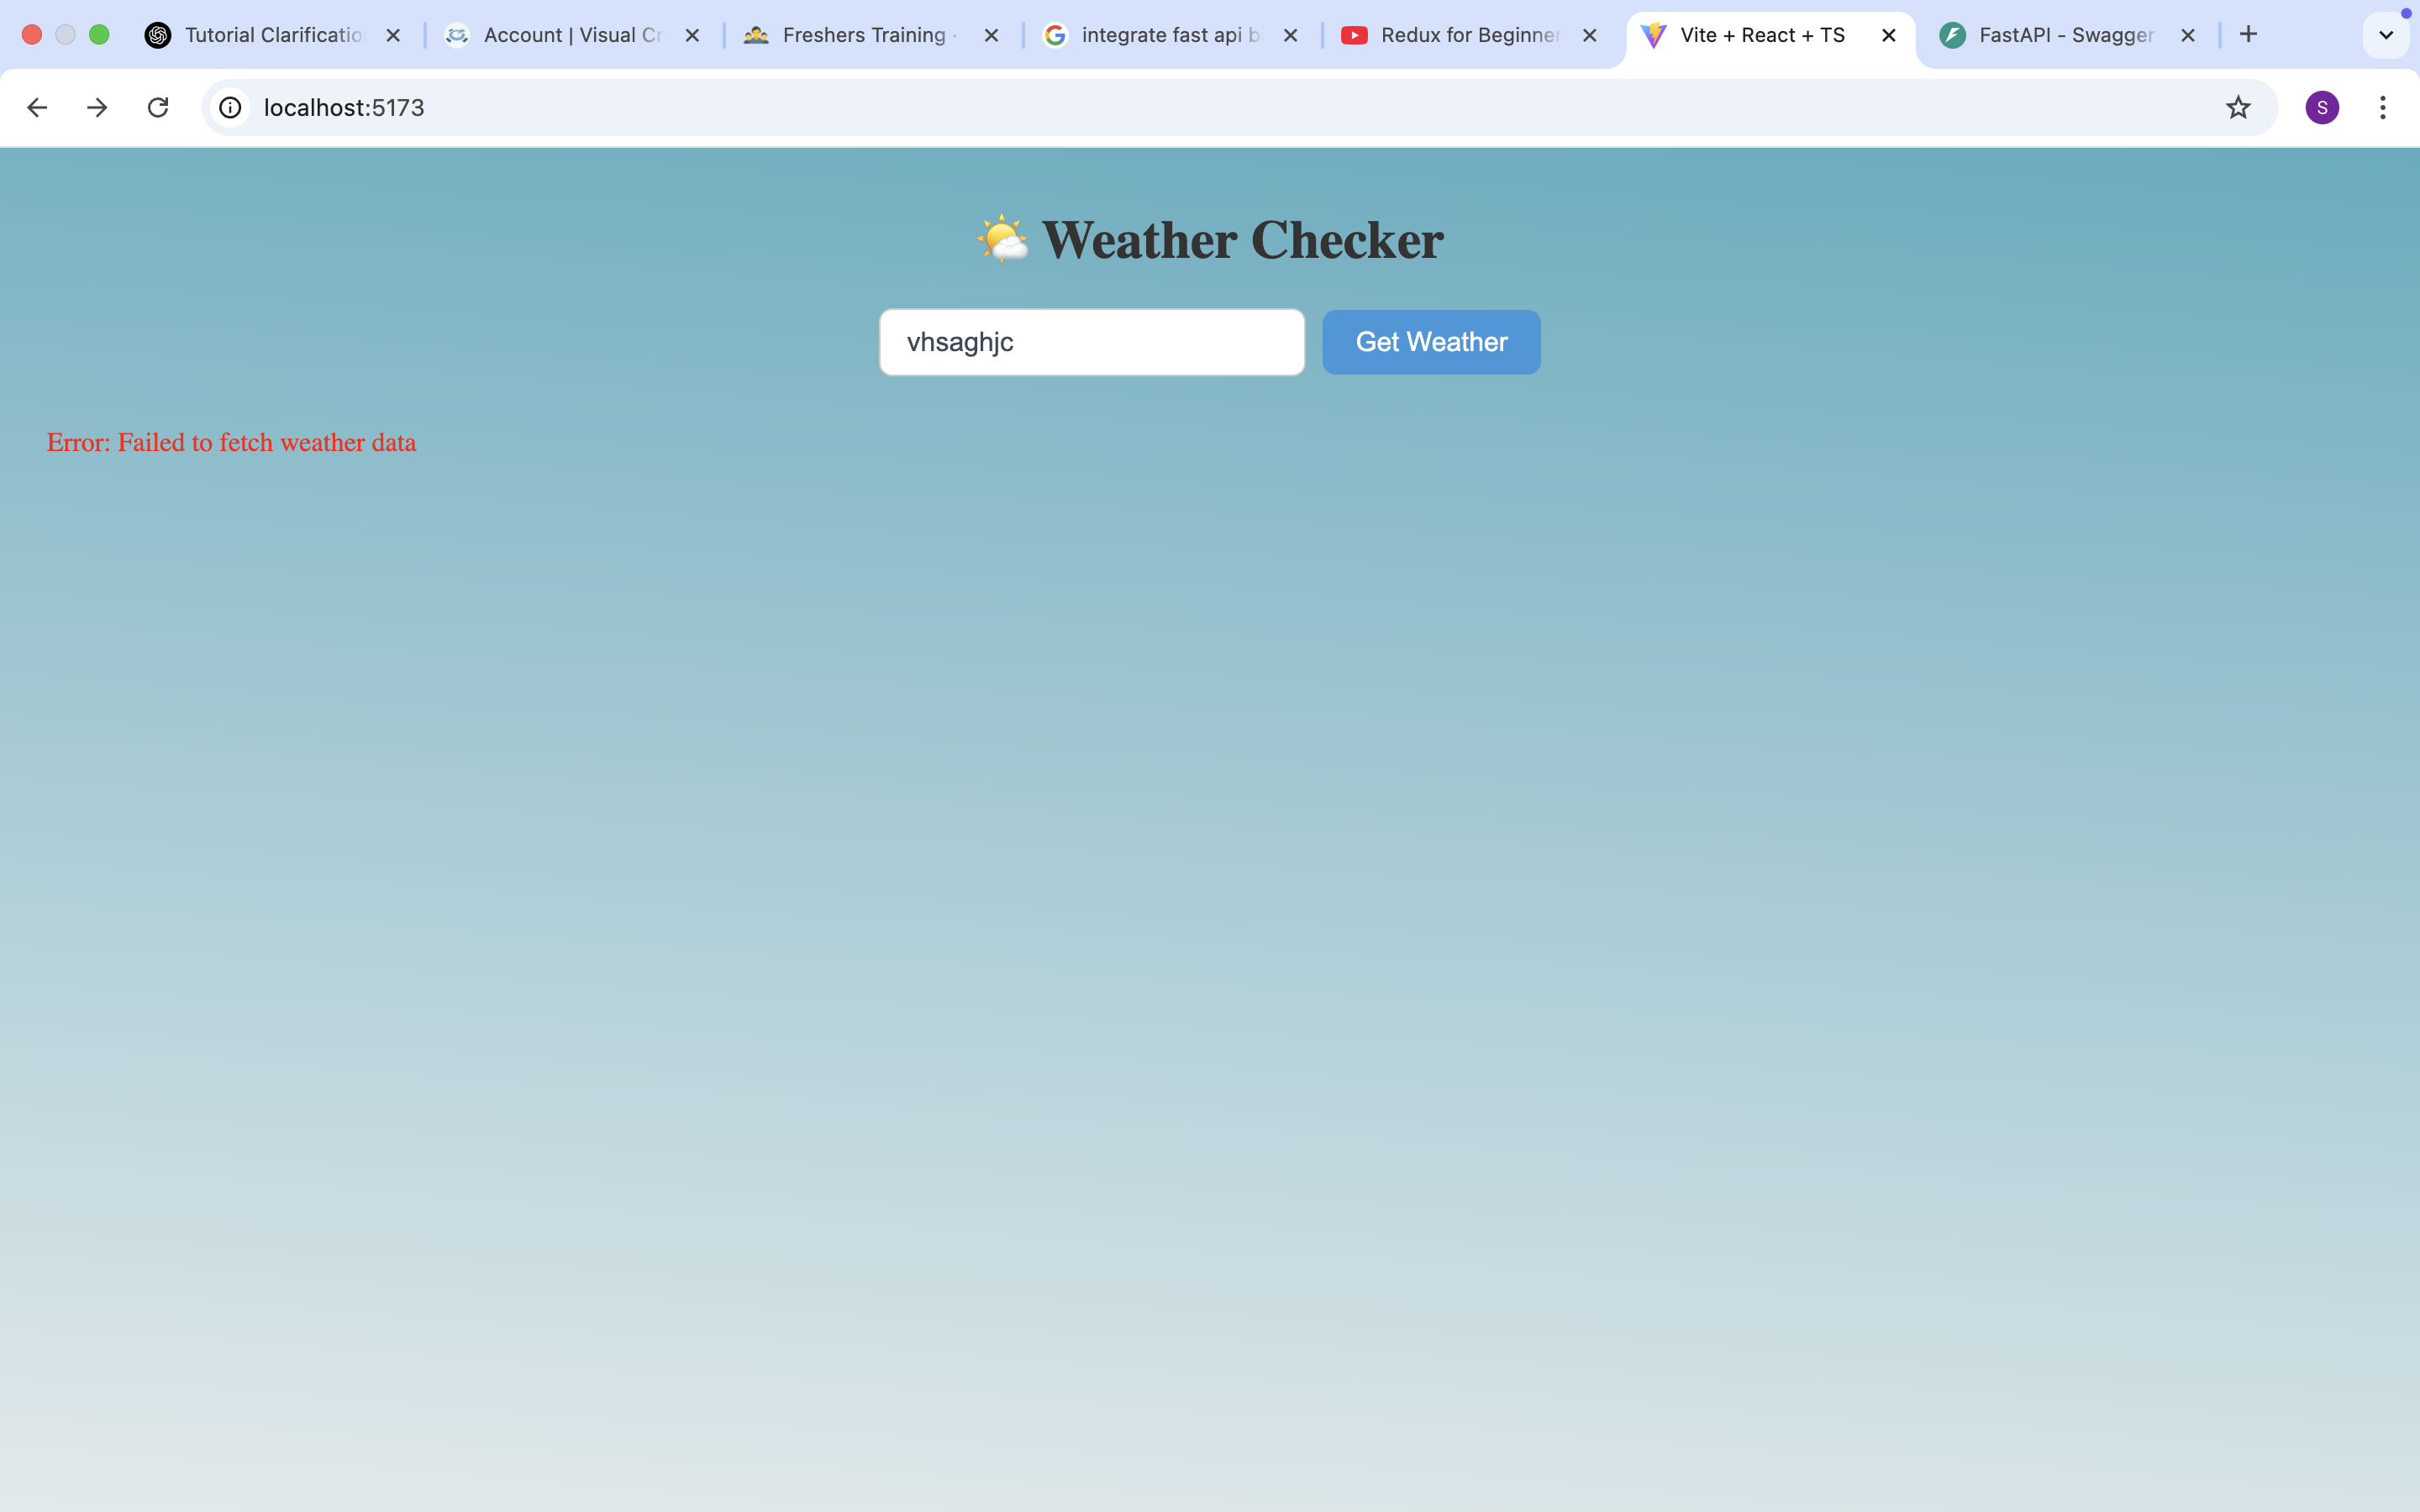 Tutorial Clarificatio
Account | Visual Cr
Freshers Training ·
integrate fast api b
Redux for Beginner
Vite + React + TS
FastAPI - Swagger
localhost:5173
S
Weather Checker
vhsaghjc
Get Weather
Error: Failed to fetch weather data